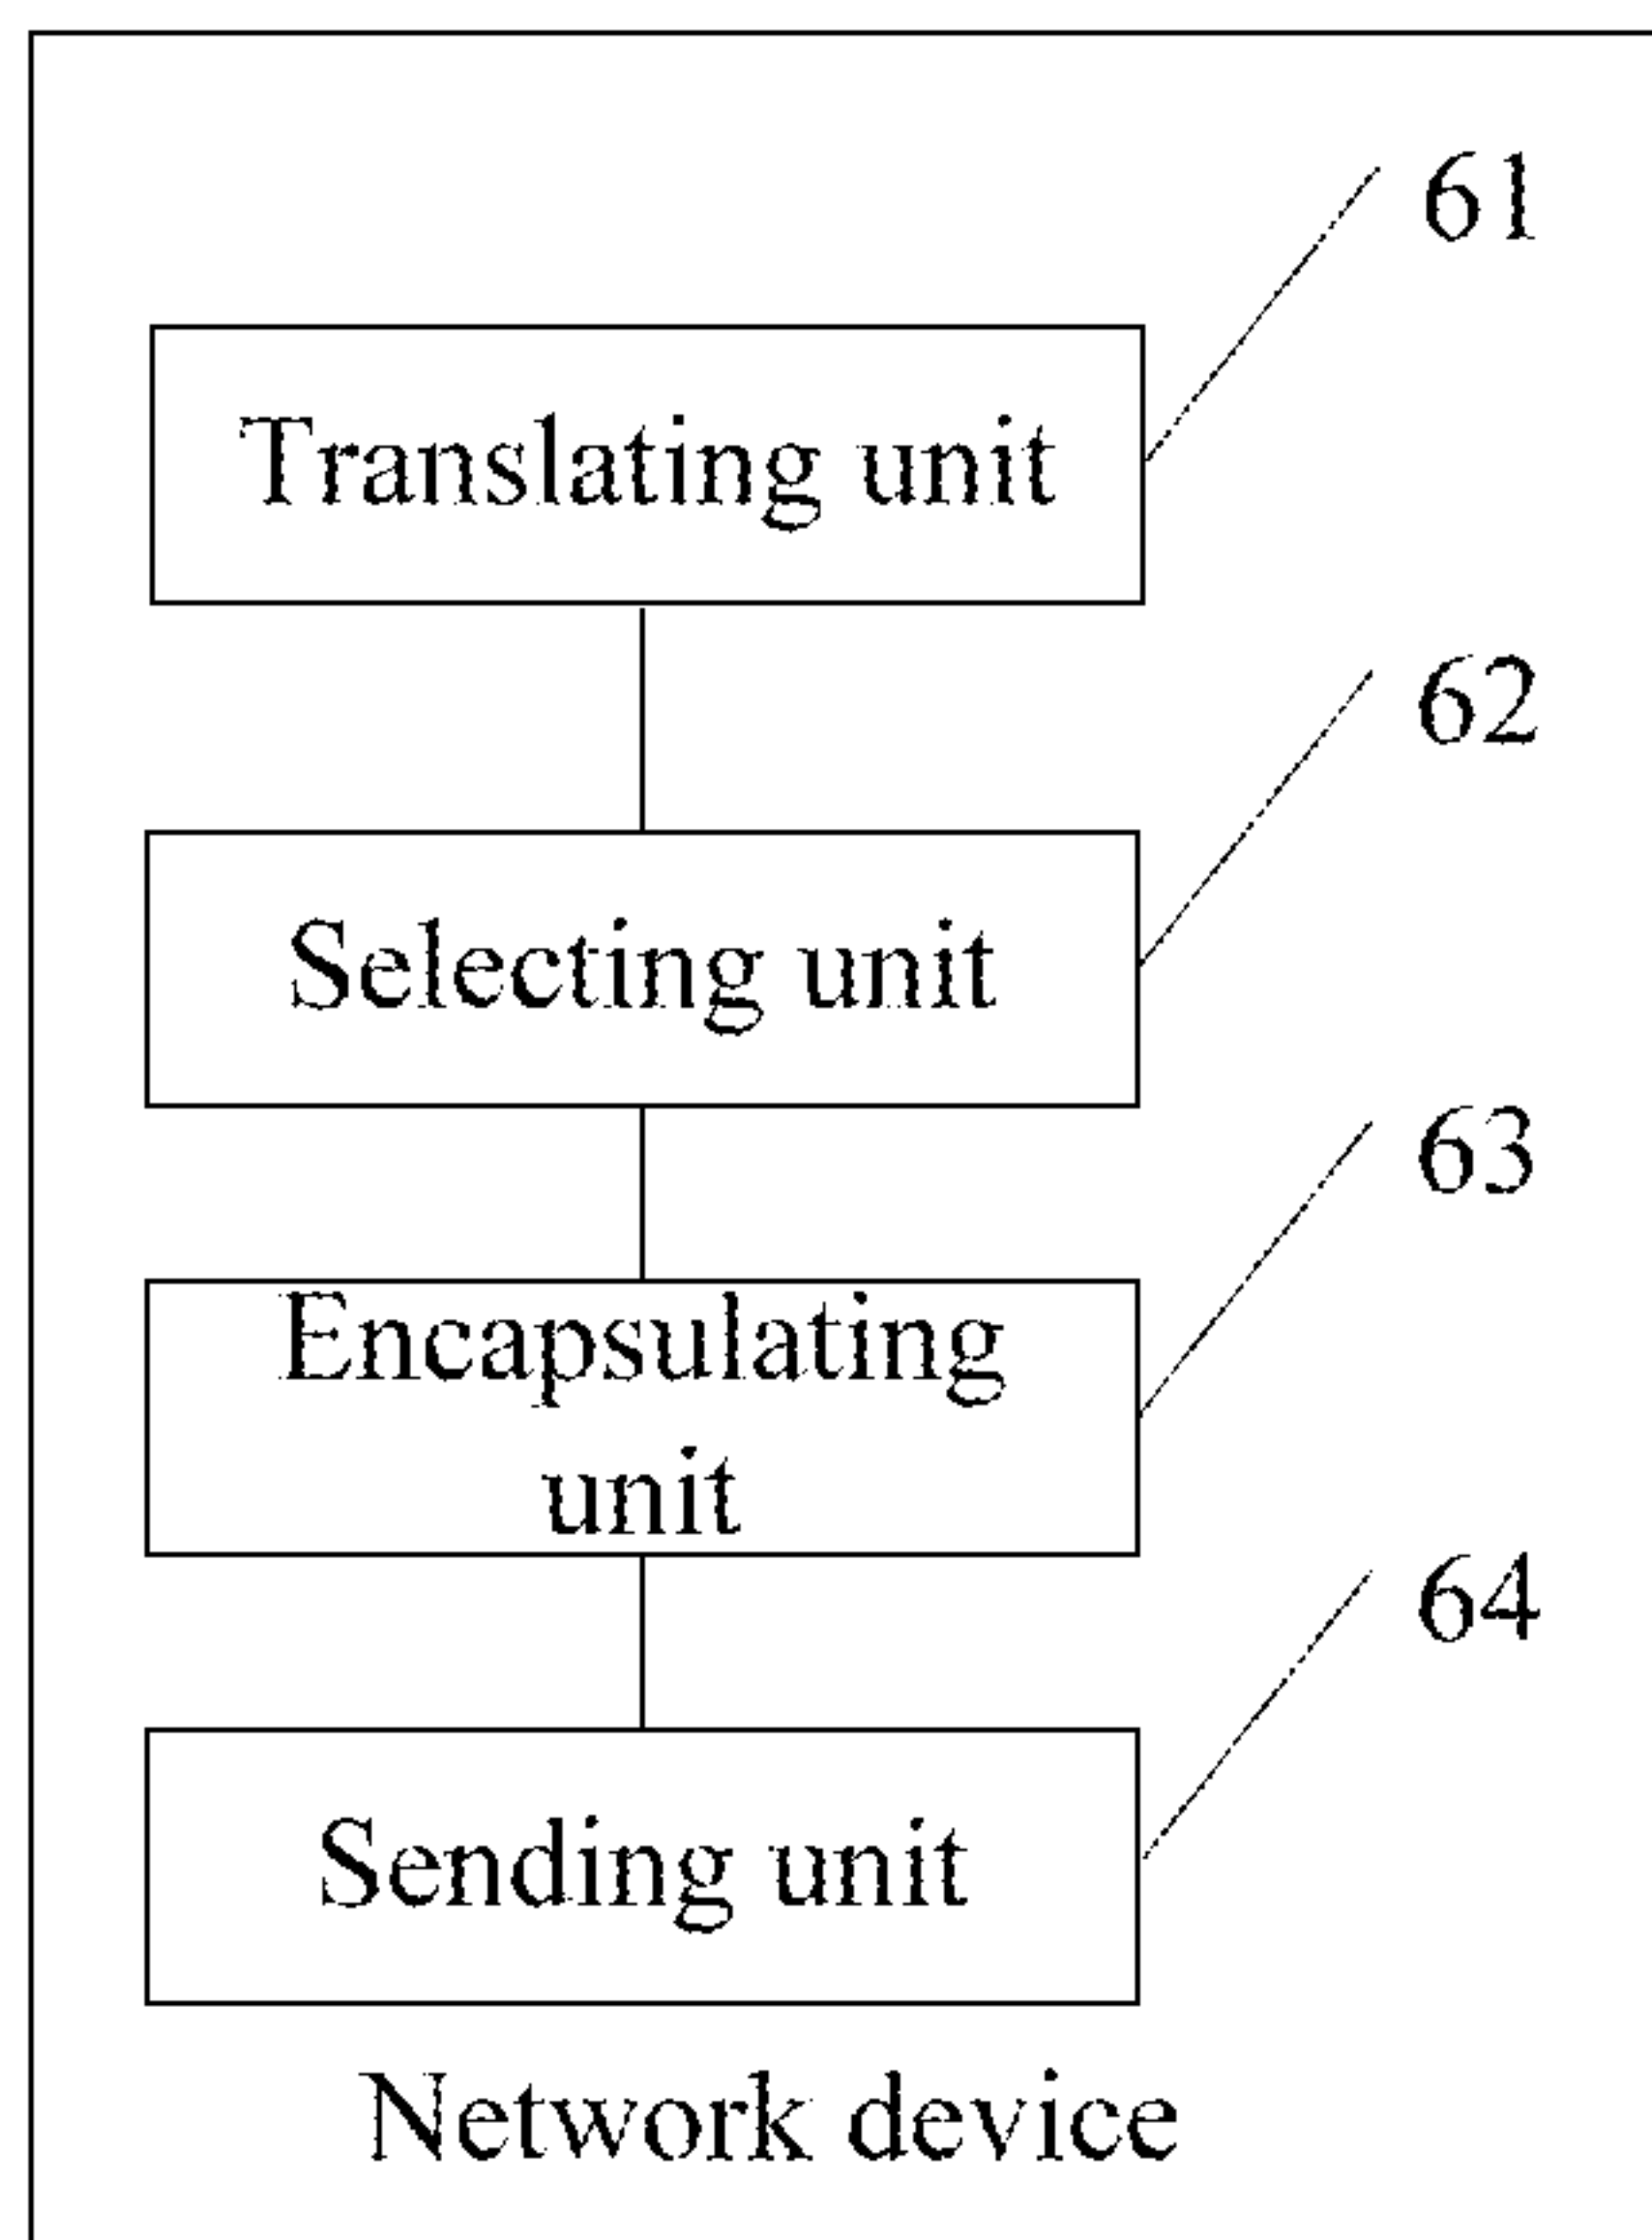 61
Translating unit
62
Selecting unit
63
Encapsulating
unit
64
Sending unit
Network device